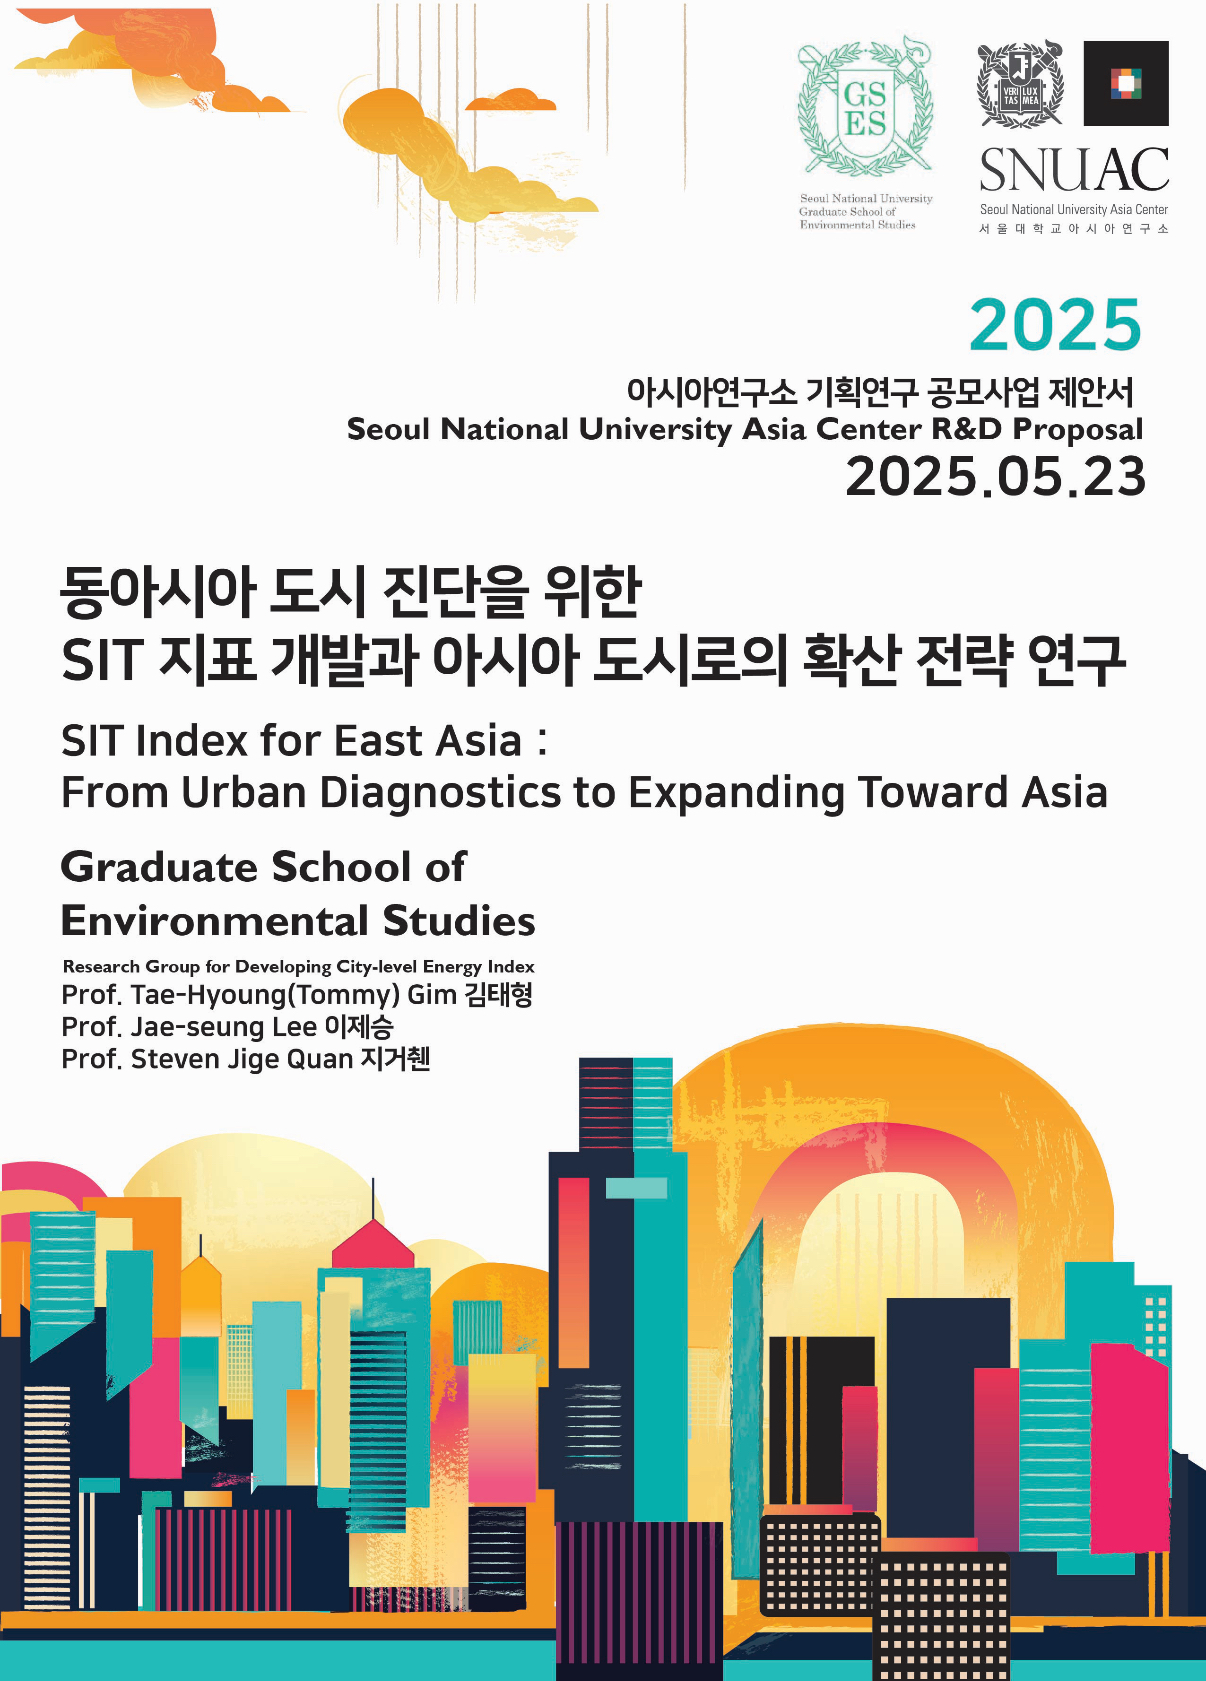 GS
ES
Seoul National University
Graduate School of
Environmental Studies
VERI LUX
TAS MEA
SNUAC
Seoul National University Asia Center
서울대학교아시아연구소
2025
아시아연구소 기획연구 공모사업 제안서
Seoul National University Asia Center R&D Proposal
2025.05.23
동아시아 도시 진단을 위한
SIT 지표 개발과 아시아 도시로의 확산 전략 연구
SIT Index for East Asia :
From Urban Diagnostics to Expanding Toward Asia
Graduate School of
Environmental Studies
Research Group for Developing City-level Energy Index
Prof. Tae-Hyoung(Tommy) Gim 김태형
Prof. Jae-seung Lee 이제승
Prof. Steven Jige Quan 지거췐